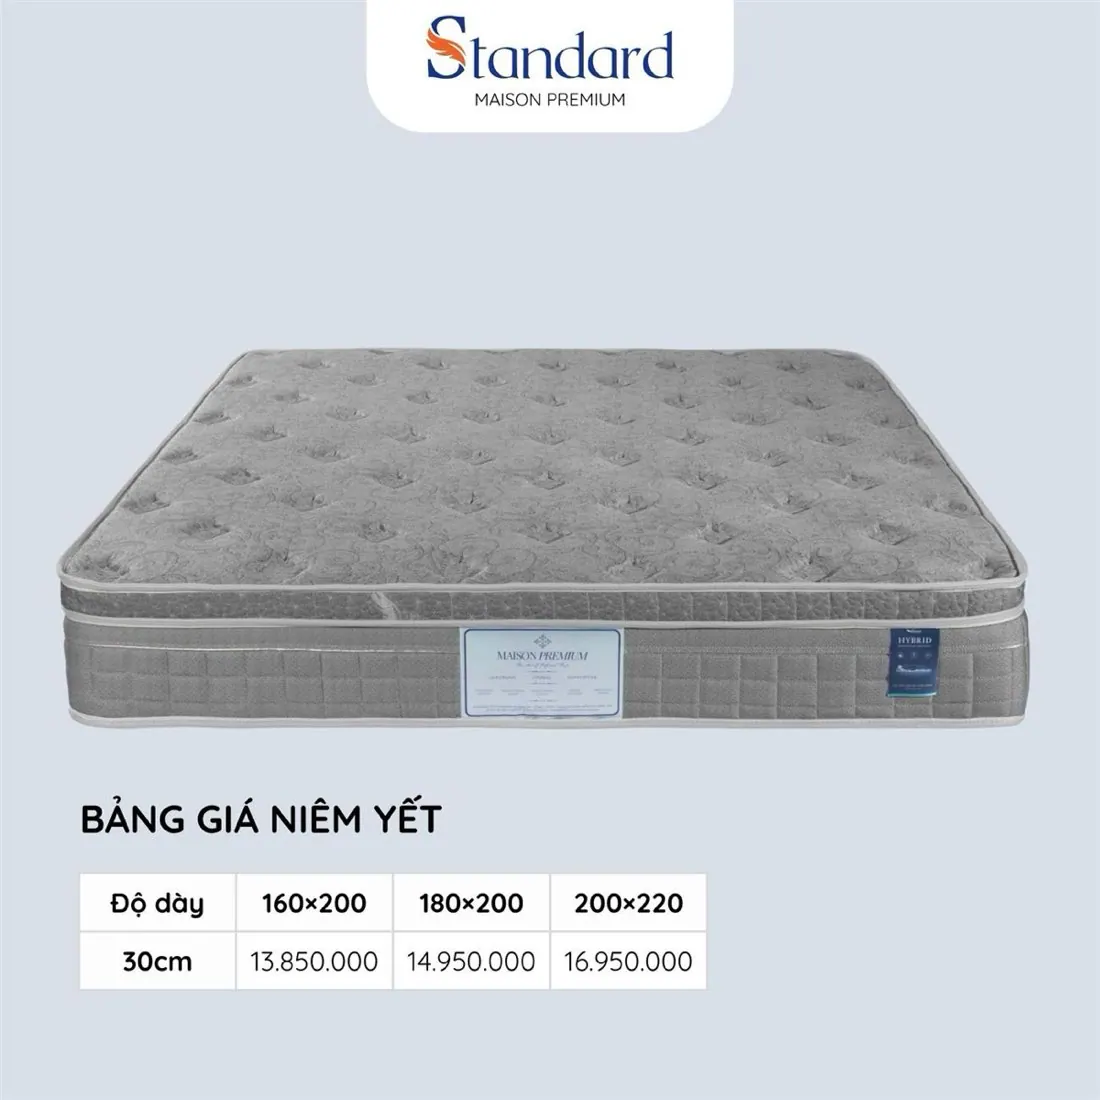 Standard
MAISON PREMIUM
MAISON PREMIUM
HYBRID
BẢNG GIÁ NIÊM YẾT
Độ dày 160×200 180×200 200×220
30cm 13.850.000 14.950.000 16.950.000